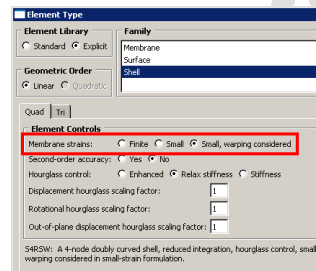 Element Type
Element Library
Family
Standard Explicit
Membrane
Surface
Shell
Geometric Order
Linear Quadratic
Quad Tri
Element Controls
Membrane strains: Finite Small Small, warping considered
Second-order accuracy: Yes No
Hourglass control: Enhanced Relax stiffness Stiffness
Displacement hourglass scaling factor: 1
Rotational hourglass scaling factor: 1
Out-of-plane displacement hourglass scaling factor: 1
S4RSW: A 4-node doubly curved shell, reduced integration, hourglass control, small
warping considered in small-strain formulation.